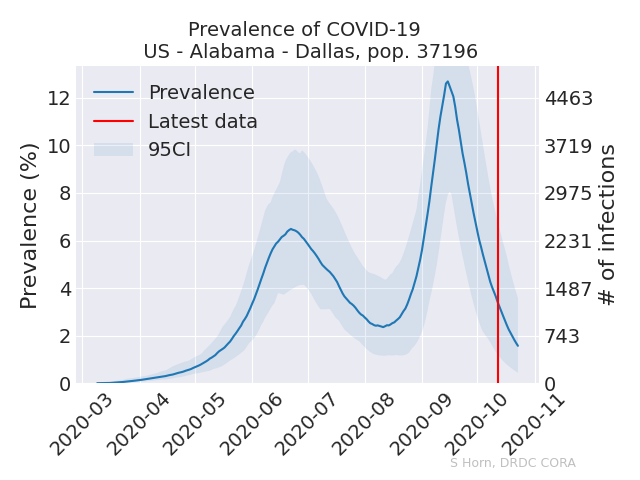 Prevalence of COVID-19
US - Alabama - Dallas, pop. 37196
Prevalence
Latest data
95CI
Prevalence (%)
12
10
8
6
4
2
0
4463
3719
2975
2231
1487
743
0
# of infections
2020-03
2020-04
2020-05
2020-06
2020-07
2020-08
2020-09
2020-10
2020-11
S Horn, DRDC CORA